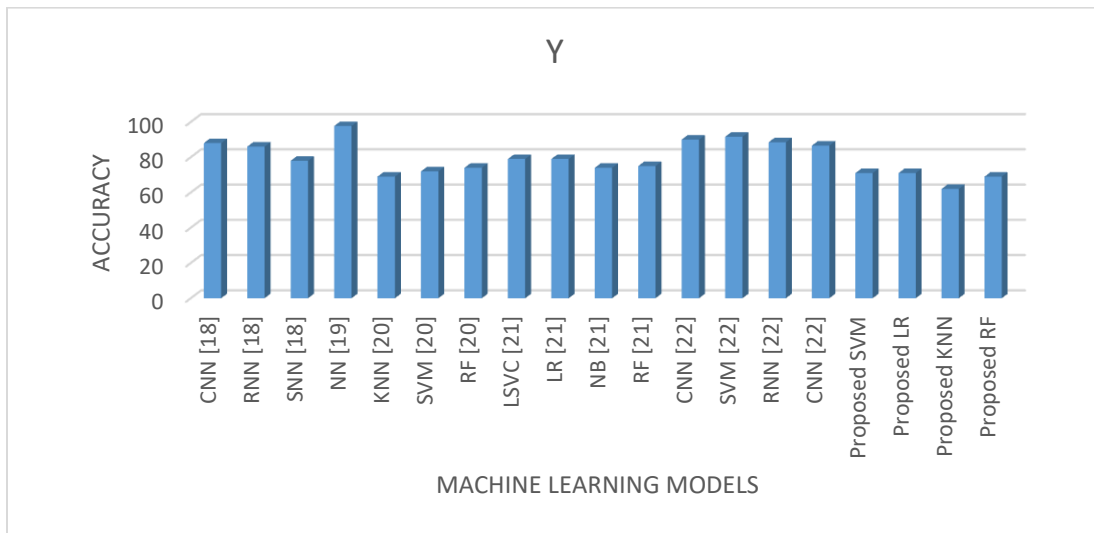 Y
ACCURACY
100
80
60
40
20
0
CNN [18]
RNN [18]
SNN [18]
NN [19]
KNN [20]
SVM [20]
RF [20]
LSVC [21]
LR [21]
NB [21]
RF [21]
CNN [22]
SVM [22]
RNN [22]
CNN [22]
Proposed SVM
Proposed LR
Proposed KNN
Proposed RF
MACHINE LEARNING MODELS